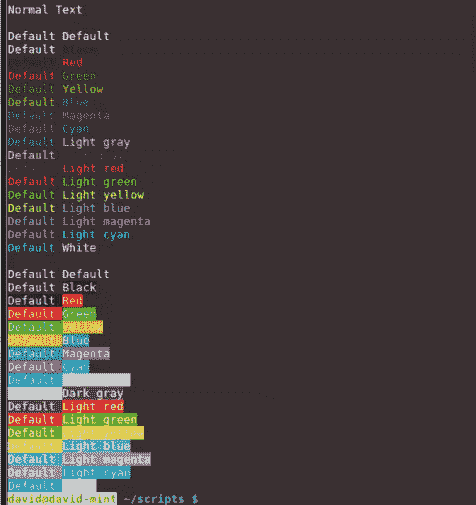 Normal Text
Default Default
Default Black
Red
Default Green
Default Yellow
Default Blue
Default Magenta
Default Cyan
Default Light gray
Default
Light red
Default Light green
Default Light yellow
Default Light blue
Default Light magenta
Default Light cyan
Default White
Default Default
Default Black
Default Red
Default Green
Default
Blue
Default Magenta
Default Cyan
Default
Dark gray
Default Light red
Default Light green
Default
Light blue
Default Light magenta
Default Light cyan
Default
david@david-mint ~/scripts $